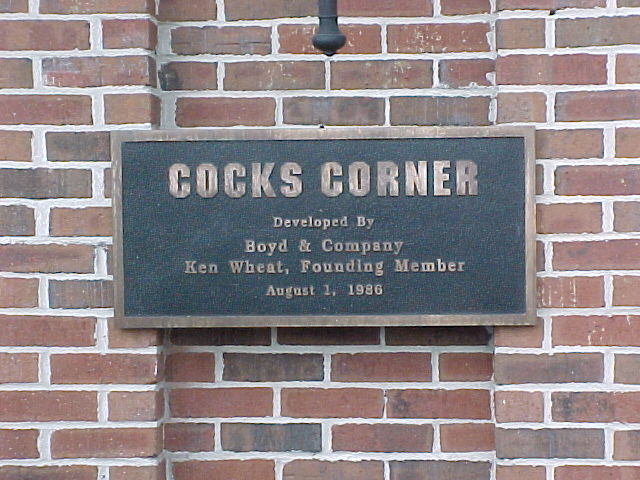 COCKS CORNER
Developed By
Boyd & Company
Ken Wheat, Founding Member
August 1, 1986